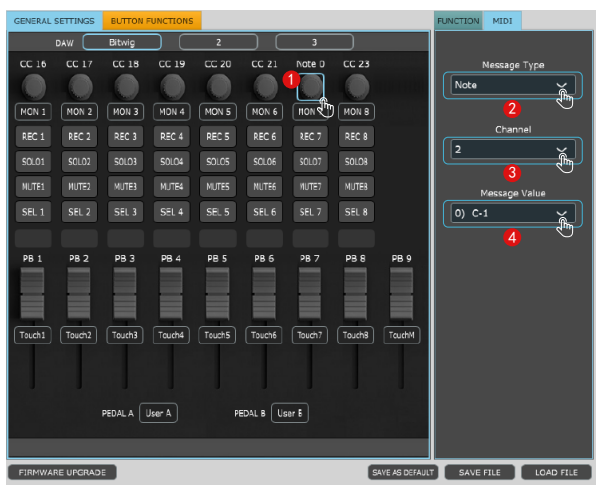 GENERAL SETTINGS BUTTON FUNCTIONS FUNCTION MIDI
DAW Bitwig 2 3
CC 16 CC 17 CC 18 CC 19 CC 20 CC 21 Note 0 CC 23
1
MON 1 MON 2 MON 3 MON 4 MON 5 MON 6 MON MON 8
REC 1 REC 2 REC 3 REC 4 REC 5 REC 6 REC 7 REC 8
SOLO1 SOLO2 SOLO3 SOLO4 SOLO5 SOLO6 SOLO7 SOLO8
MUTE1 MUTE2 MUTE3 MUTE4 MUTE5 MUTE6 MUTE7 MUTE8
SEL 1 SEL 2 SEL 3 SEL 4 SEL 5 SEL 6 SEL 7 SEL 8
PB 1 PB 2 PB 3 PB 4 PB 5 PB 6 PB 7 PB 8 PB 9
Touch1 Touch2 Touch3 Touch4 Touch5 Touch6 Touch7 Touch8 TouchM
PEDAL A User A PEDAL B User B
Message Type
Note
2
Channel
2
3
Message Value
0) C-1
4
FIRMWARE UPGRADE SAVE AS DEFAULT SAVE FILE LOAD FILE